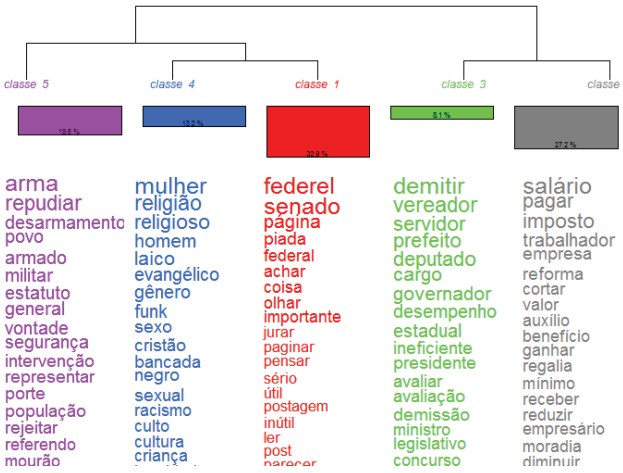 classe 5
classe 4
classe 1
classe 3
classe
18.6 %
13.2 %
32.9 %
8.1 %
27.2 %
arma
repudiar
desarmamento
povo
armado
militar
estatuto
general
vontade
segurança
intervenção
representar
porte
população
rejeitar
referendo
mourão
mulher
religião
religioso
homem
laico
evangélico
gênero
funk
sexo
cristão
bancada
negro
sexual
racismo
culto
cultura
criança
federel
senado
página
piada
federal
achar
coisa
olhar
importante
jurar
paginar
pensar
sério
útil
postagem
inútil
ler
post
parecer
demitir
vereador
servidor
prefeito
deputado
cargo
governador
desempenho
estadual
ineficiente
presidente
avaliar
avaliação
demissão
ministro
legislativo
concurso
salário
pagar
imposto
trabalhador
empresa
reforma
cortar
valor
auxílio
benefício
ganhar
regalia
mínimo
receber
reduzir
empresário
moradia
diminuir